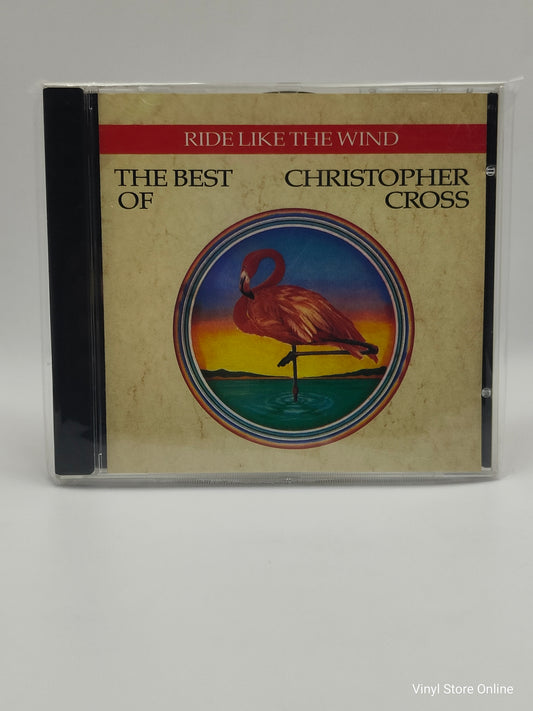 RIDE LIKE THE WIND
THE BEST OF
CHRISTOPHER CROSS
Vinyl Store Online